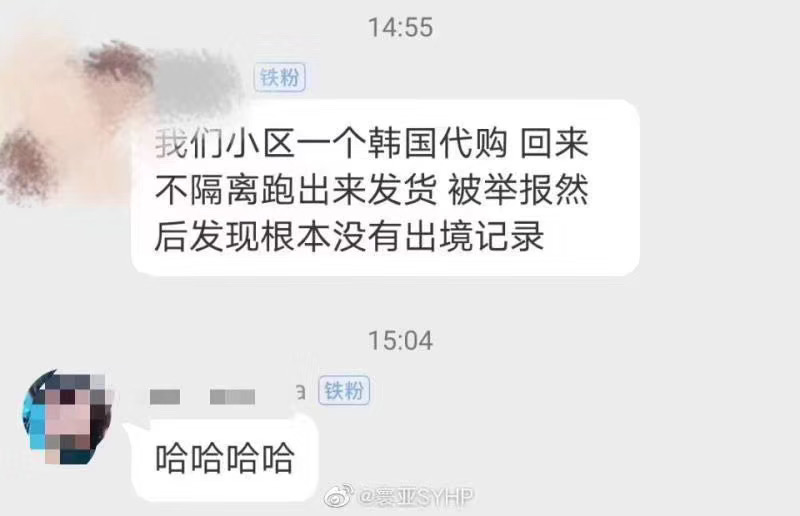 14:55
铁粉
我们小区一个韩国代购 回来
不隔离跑出来发货 被举报然
后发现根本没有出境记录
15:04
a 铁粉
哈哈哈哈
@寰亚SYHP